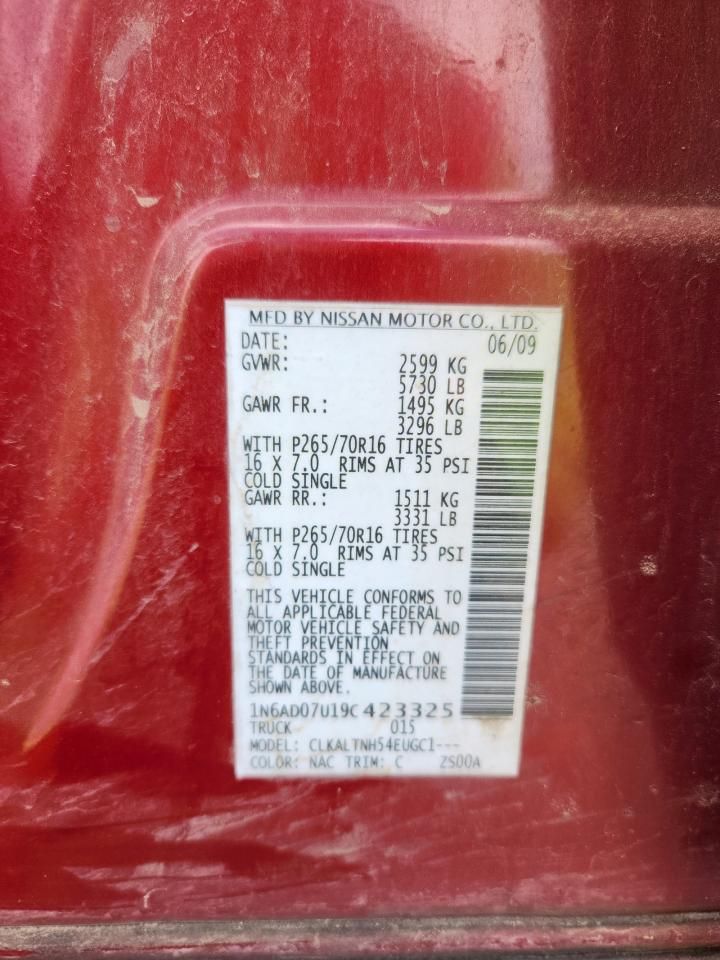 MFD BY NISSAN MOTOR CO., LTD.
DATE: 06/09
GVWR: 2599 KG
5730 LB
GAWR FR.: 1495 KG
3296 LB
WITH P265/70R16 TIRES
16 X 7.0 RIMS AT 35 PSI
COLD SINGLE
GAWR RR.: 1511 KG
3331 LB
WITH P265/70R16 TIRES
16 X 7.0 RIMS AT 35 PSI
COLD SINGLE
THIS VEHICLE CONFORMS TO
ALL APPLICABLE FEDERAL
MOTOR VEHICLE SAFETY AND
THEFT PREVENTION
STANDARDS IN EFFECT ON
THE DATE OF MANUFACTURE
SHOWN ABOVE.
1N6AD07U19C423325
TRUCK 015
MODEL: CLKALTNH54EUGC1---
COLOR: NAC TRIM: C ZS00A